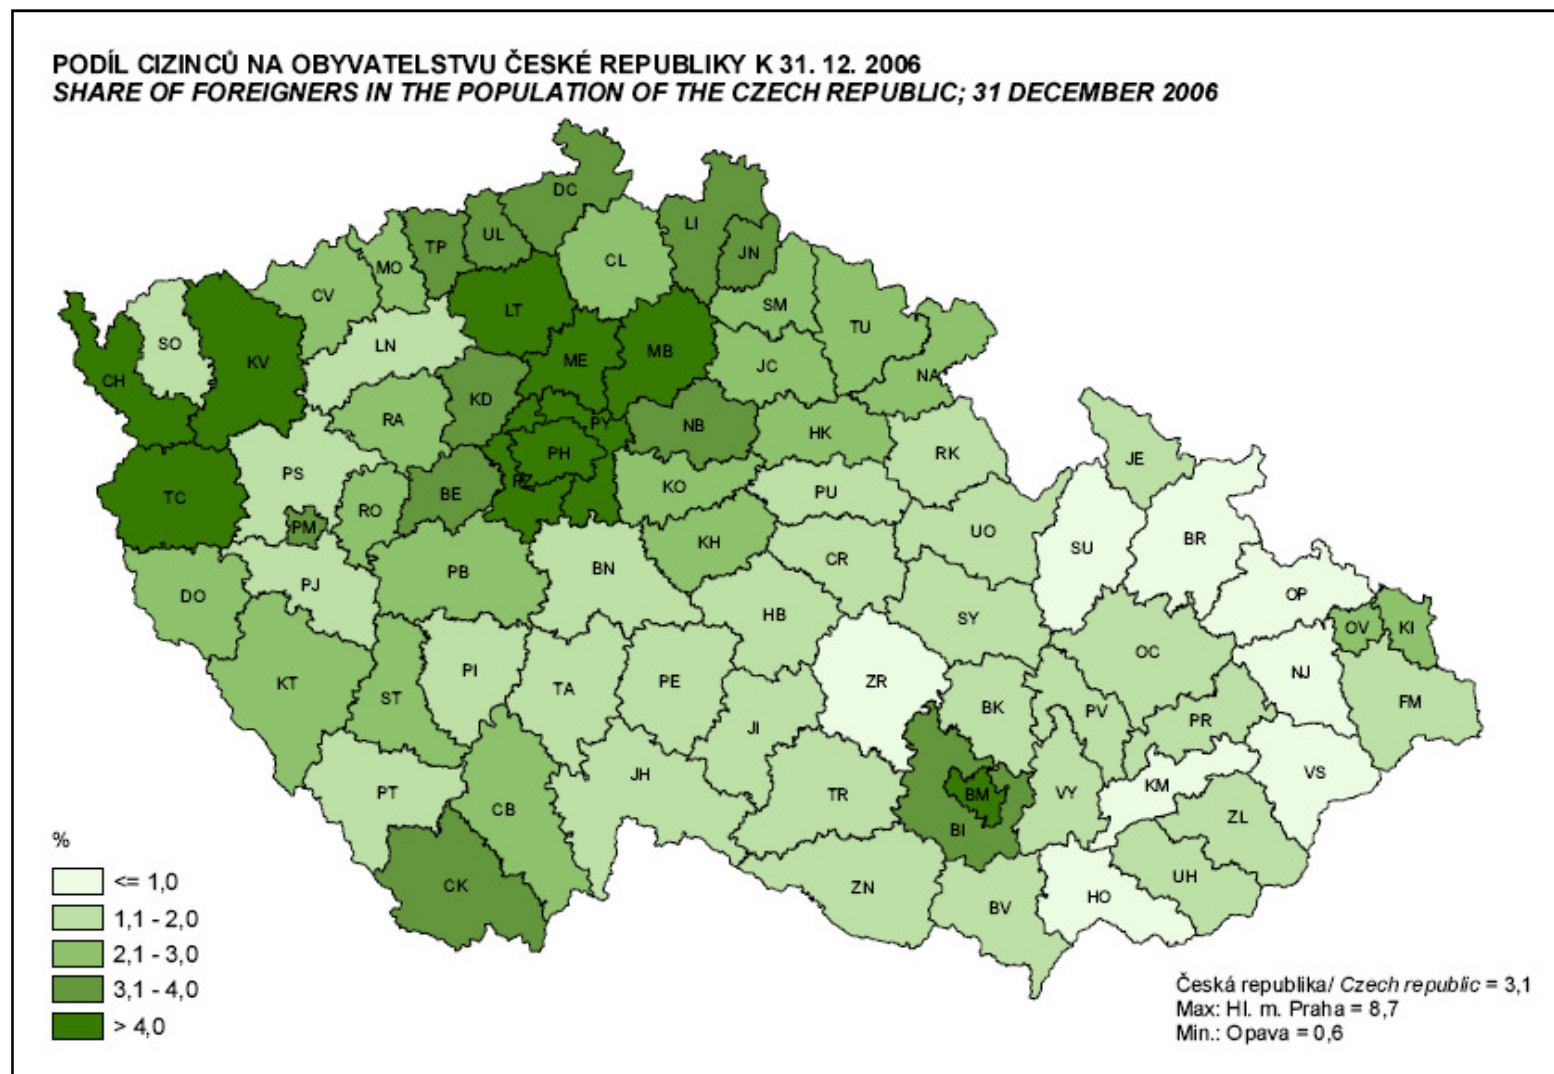 PODÍL CIZINCŮ NA OBYVATELSTVU ČESKÉ REPUBLIKY K 31. 12. 2006
SHARE OF FOREIGNERS IN THE POPULATION OF THE CZECH REPUBLIC; 31 DECEMBER 2006
DC
LI
UL
TP
JN
CL
MO
CV
LT
SM
TU
SO
LN
KV
ME
MB
JC
NA
CH
KD
RA
PY
NB
HK
PH
RK
JE
PS
TC
BE
PZ
KO
PU
RO
PM
UO
SU
BR
KH
CR
PB
BN
PJ
DO
OP
HB
SY
OV
KI
OC
PI
TA
PE
ZR
NJ
KT
ST
FM
BK
PV
PR
JI
JH
VS
PT
CB
TR
BM
VY
KM
ZL
BI
CK
ZN
UH
HO
BV
%
<= 1,0
1,1 - 2,0
2,1 - 3,0
3,1 - 4,0
> 4,0
Česká republika/ Czech republic = 3,1
Max: Hl. m. Praha = 8,7
Min.: Opava = 0,6